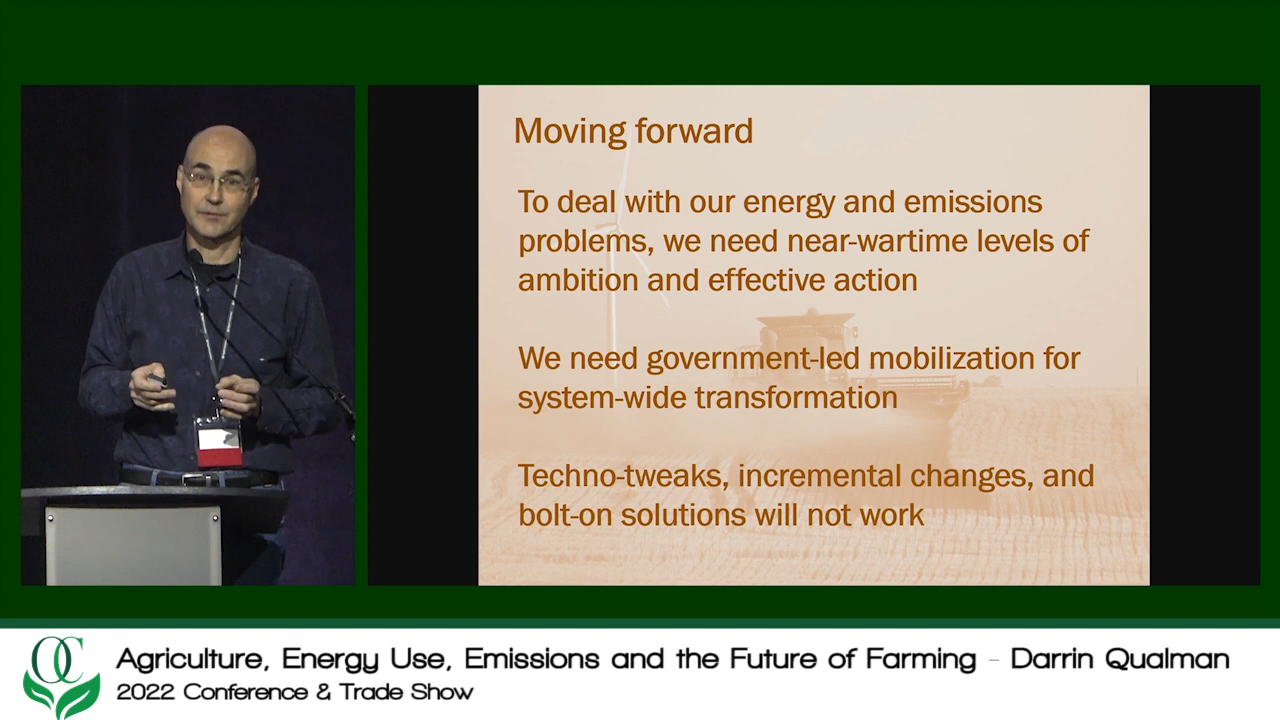 Moving forward
To deal with our energy and emissions
problems, we need near-wartime levels of
ambition and effective action
We need government-led mobilization for
system-wide transformation
Techno-tweaks, incremental changes, and
bolt-on solutions will not work
OC
Agriculture, Energy Use, Emissions and the Future of Farming - Darrin Qualman
2022 Conference & Trade Show